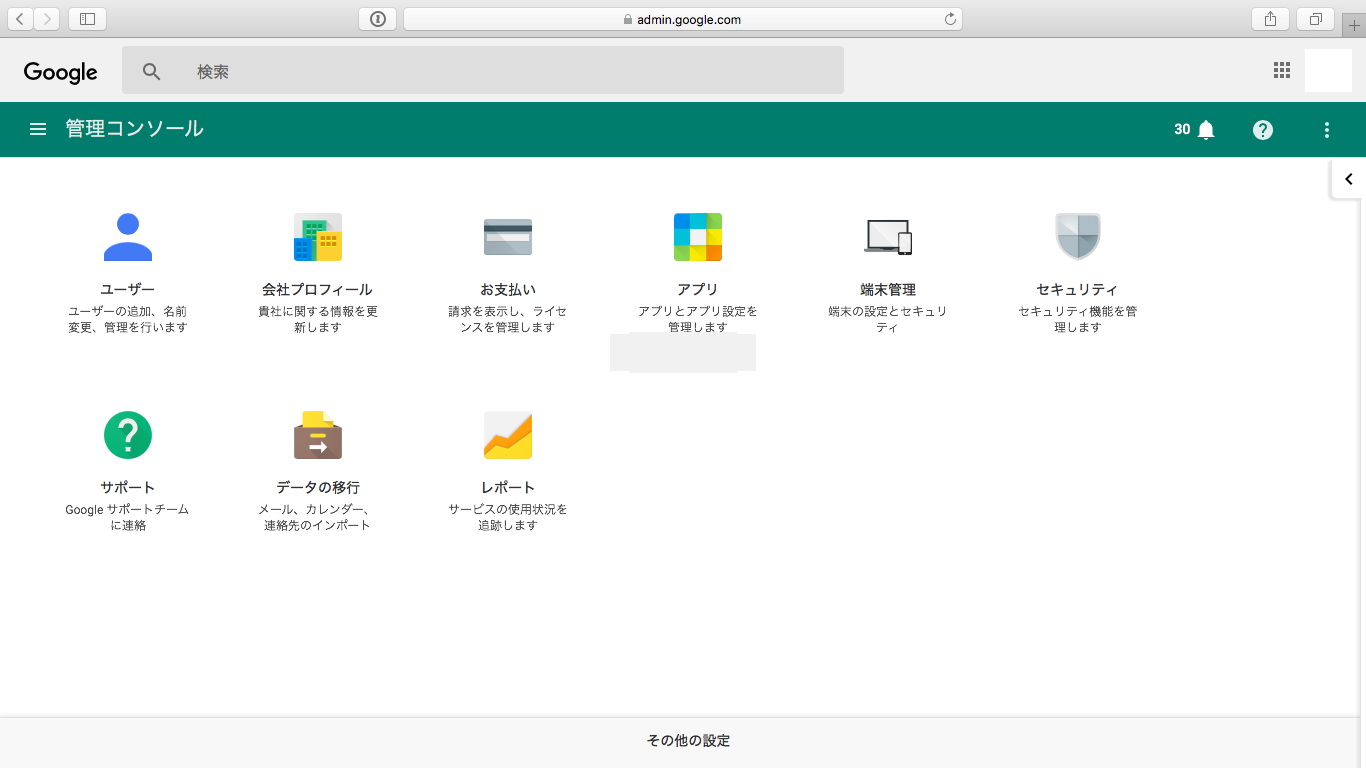 admin.google.com
Google
検索
管理コンソール
30
ユーザー
ユーザーの追加、名前
変更、管理を行います
会社プロフィール
貴社に関する情報を更
新します
お支払い
請求を表示し、ライセ
ンスを管理します
アプリ
アプリとアプリ設定を
管理します
端末管理
端末の設定とセキュリ
ティ
セキュリティ
セキュリティ機能を管
理します
サポート
Google サポートチーム
に連絡
データの移行
メール、カレンダー、
連絡先のインポート
レポート
サービスの使用状況を
追跡します
その他の設定